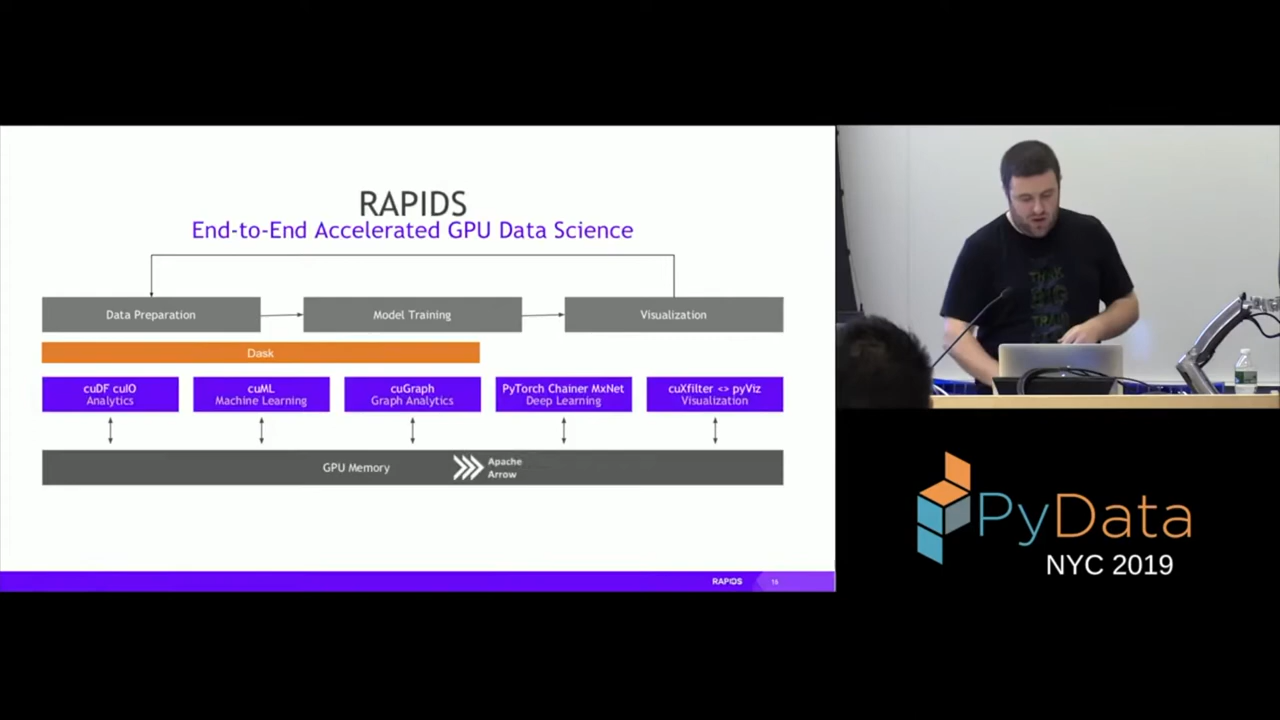 RAPIDS
End-to-End Accelerated GPU Data Science
Data Preparation
Model Training
Visualization
Dask
cuDF cuIO
Analytics
cuML
Machine Learning
cuGraph
Graph Analytics
PyTorch Chainer MxNet
Deep Learning
cuXfilter <> pyViz
Visualization
GPU Memory
Apache
Arrow
RAPIDS
16
THINK
PyData
NYC 2019